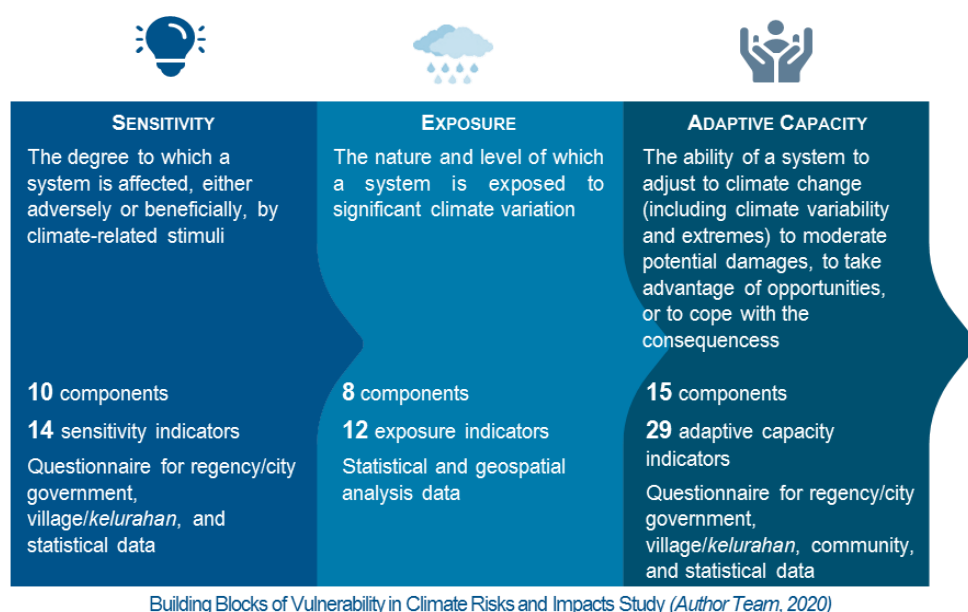 SENSITIVITY
The degree to which a
system is affected, either
adversely or beneficially, by
climate-related stimuli
10 components
14 sensitivity indicators
Questionnaire for regency/city
government,
village/kelurahan, and
statistical data
EXPOSURE
The nature and level of which
a system is exposed to
significant climate variation
8 components
12 exposure indicators
Statistical and geospatial
analysis data
ADAPTIVE CAPACITY
The ability of a system to
adjust to climate change
(including climate variability
and extremes) to moderate
potential damages, to take
advantage of opportunities,
or to cope with the
consequencess
15 components
29 adaptive capacity
indicators
Questionnaire for regency/city
government,
village/kelurahan, community,
and statistical data
Building Blocks of Vulnerability in Climate Risks and Impacts Study (Author Team, 2020)